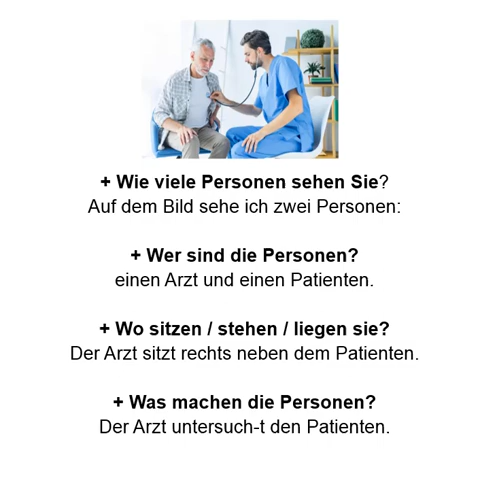 + Wie viele Personen sehen Sie?
Auf dem Bild sehe ich zwei Personen:
+ Wer sind die Personen?
einen Arzt und einen Patienten.
+ Wo sitzen / stehen / liegen sie?
Der Arzt sitzt rechts neben dem Patienten.
+ Was machen die Personen?
Der Arzt untersuch-t den Patienten.